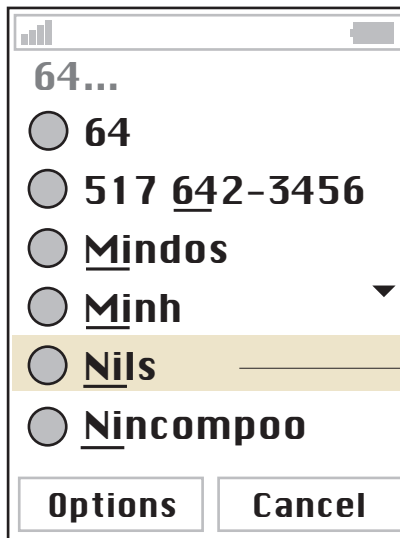 64...
64
517 642-3456
Mindos
Minh
Nils
Nincompoo
Options Cancel